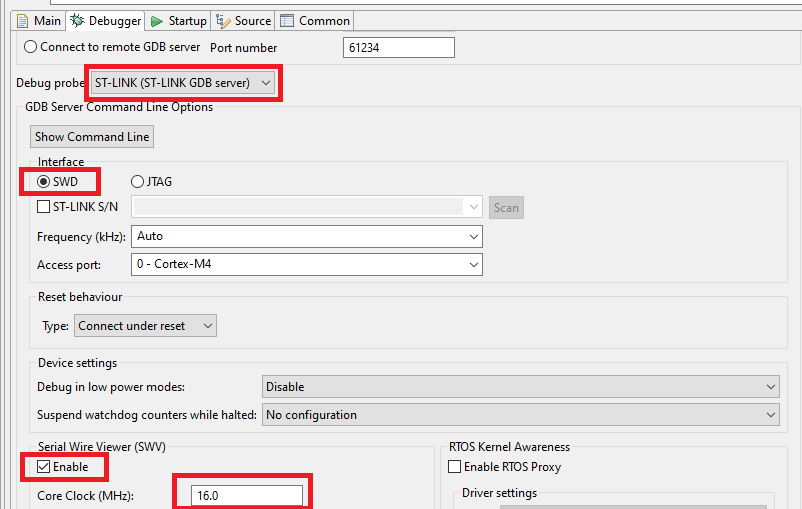 Main Debugger Startup Source Common
Connect to remote GDB server Port number 61234
Debug probe ST-LINK (ST-LINK GDB server)
GDB Server Command Line Options
Show Command Line
Interface
SWD JTAG
ST-LINK S/N Scan
Frequency (kHz): Auto
Access port: 0 - Cortex-M4
Reset behaviour
Type: Connect under reset
Device settings
Debug in low power modes: Disable
Suspend watchdog counters while halted: No configuration
Serial Wire Viewer (SWV) RTOS Kernel Awareness
Enable Enable RTOS Proxy
Core Clock (MHz): 16.0 Driver settings